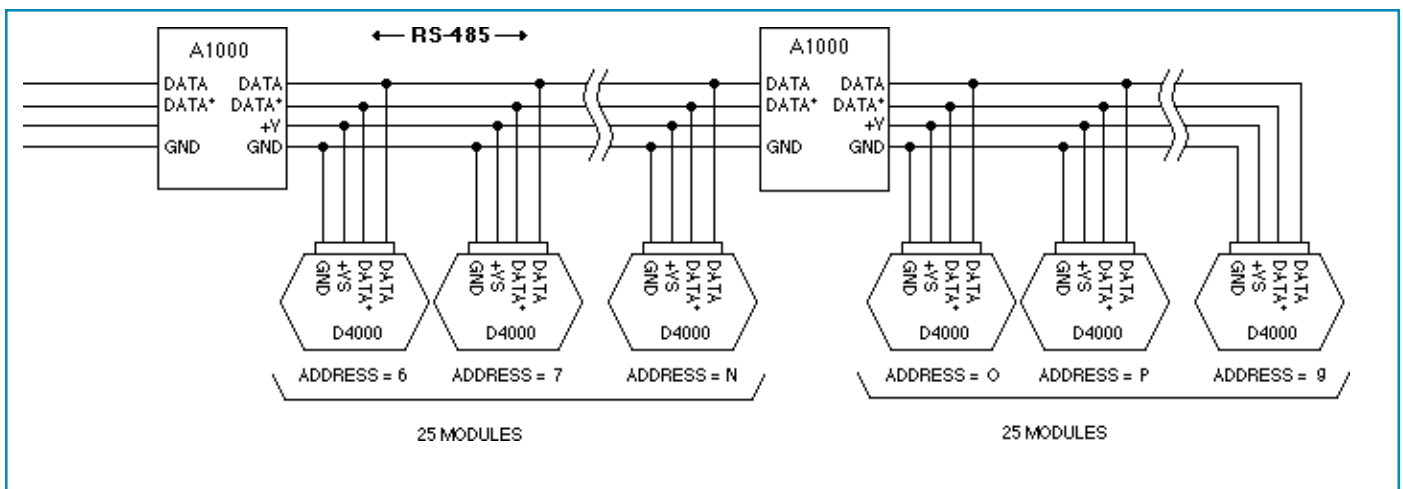 RS-485
A1000
DATA DATA
DATA* DATA*
+V
GND GND
A1000
DATA DATA
DATA* DATA*
+V
GND GND
GND +VS DATA* DATA
D4000
ADDRESS = 6
GND +VS DATA* DATA
D4000
ADDRESS = 7
GND +VS DATA* DATA
D4000
ADDRESS = N
25 MODULES
GND +VS DATA* DATA
D4000
ADDRESS = O
GND +VS DATA* DATA
D4000
ADDRESS = P
GND +VS DATA* DATA
D4000
ADDRESS = g
25 MODULES